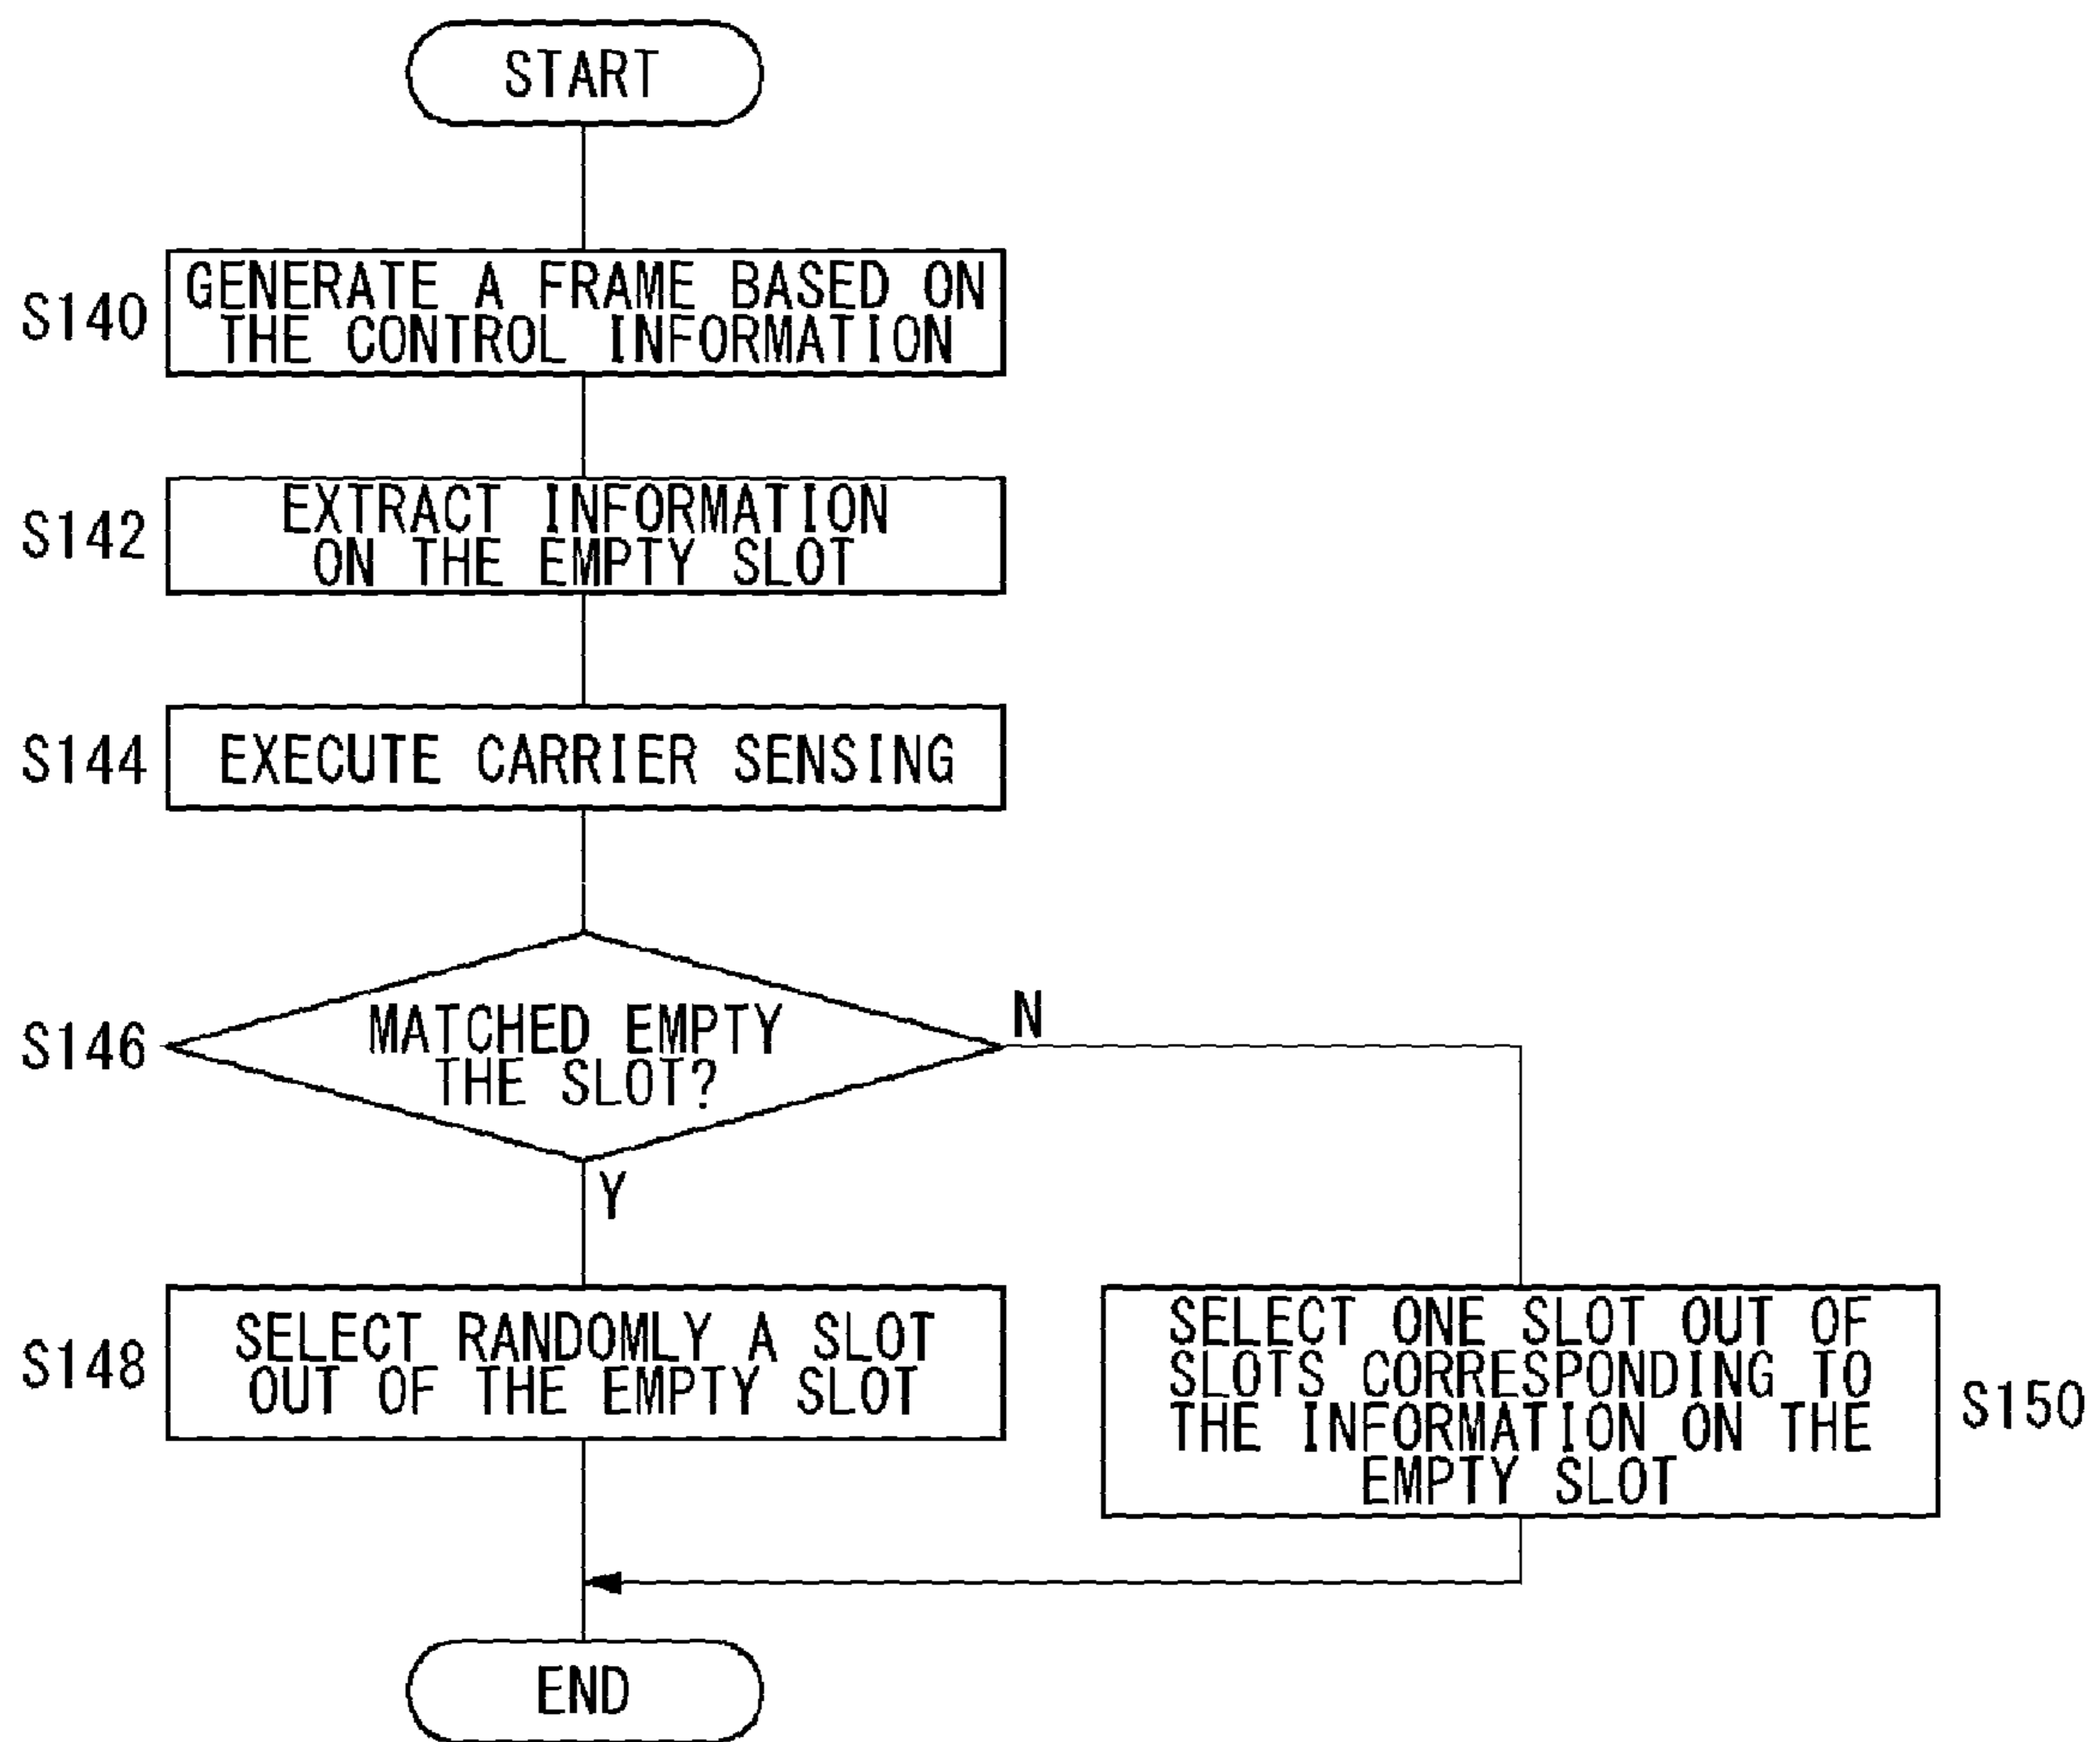 START
S140
GENERATE A FRAME BASED ON
THE CONTROL INFORMATION
S142
EXTRACT INFORMATION
ON THE EMPTY SLOT
S144
EXECUTE CARRIER SENSING
S146
MATCHED EMPTY
THE SLOT?
N
Y
S148
SELECT RANDOMLY A SLOT
OUT OF THE EMPTY SLOT
SELECT ONE SLOT OUT OF
SLOTS CORRESPONDING TO
THE INFORMATION ON THE
EMPTY SLOT
S150
END